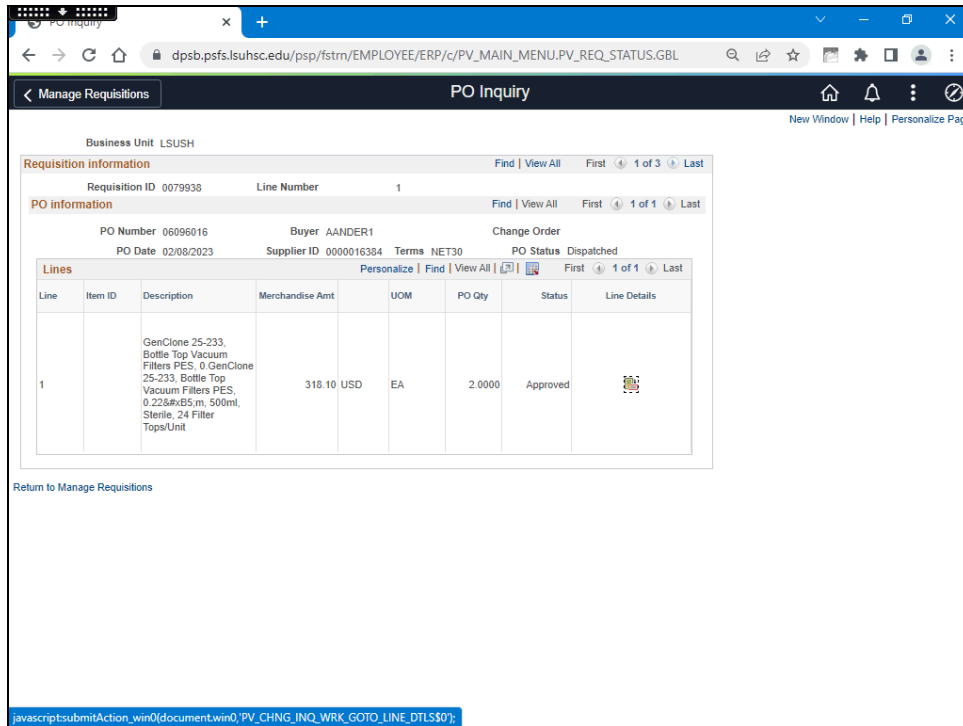 PO Inquiry
dpsb.psfs.lsuhsc.edu/psp/fstrn/EMPLOYEE/ERP/c/PV_MAIN_MENU.PV_REQ_STATUS.GBL
Manage Requisitions PO Inquiry
New Window | Help | Personalize Pag
Business Unit LSUSH
Requisition information Find | View All First 1 of 3 Last
Requisition ID 0079938 Line Number 1
PO information Find | View All First 1 of 1 Last
PO Number 06096016 Buyer AANDER1 Change Order
PO Date 02/08/2023 Supplier ID 0000016384 Terms NET30 PO Status Dispatched
Lines Personalize | Find | View All | | First 1 of 1 Last
Line Item ID Description Merchandise Amt UOM PO Qty Status Line Details
GenClone 25-233,
Bottle Top Vacuum
Filters PES, 0.GenClone
25-233, Bottle Top
1 Vacuum Filters PES, 318.10 USD EA 2.0000 Approved
0.22&#xB5;m, 500ml,
Sterile, 24 Filter
Tops/Unit
Return to Manage Requisitions
javascript:submitAction_win0(document.win0,'PV_CHNG_INQ_WRK_GOTO_LINE_DTLS$0');